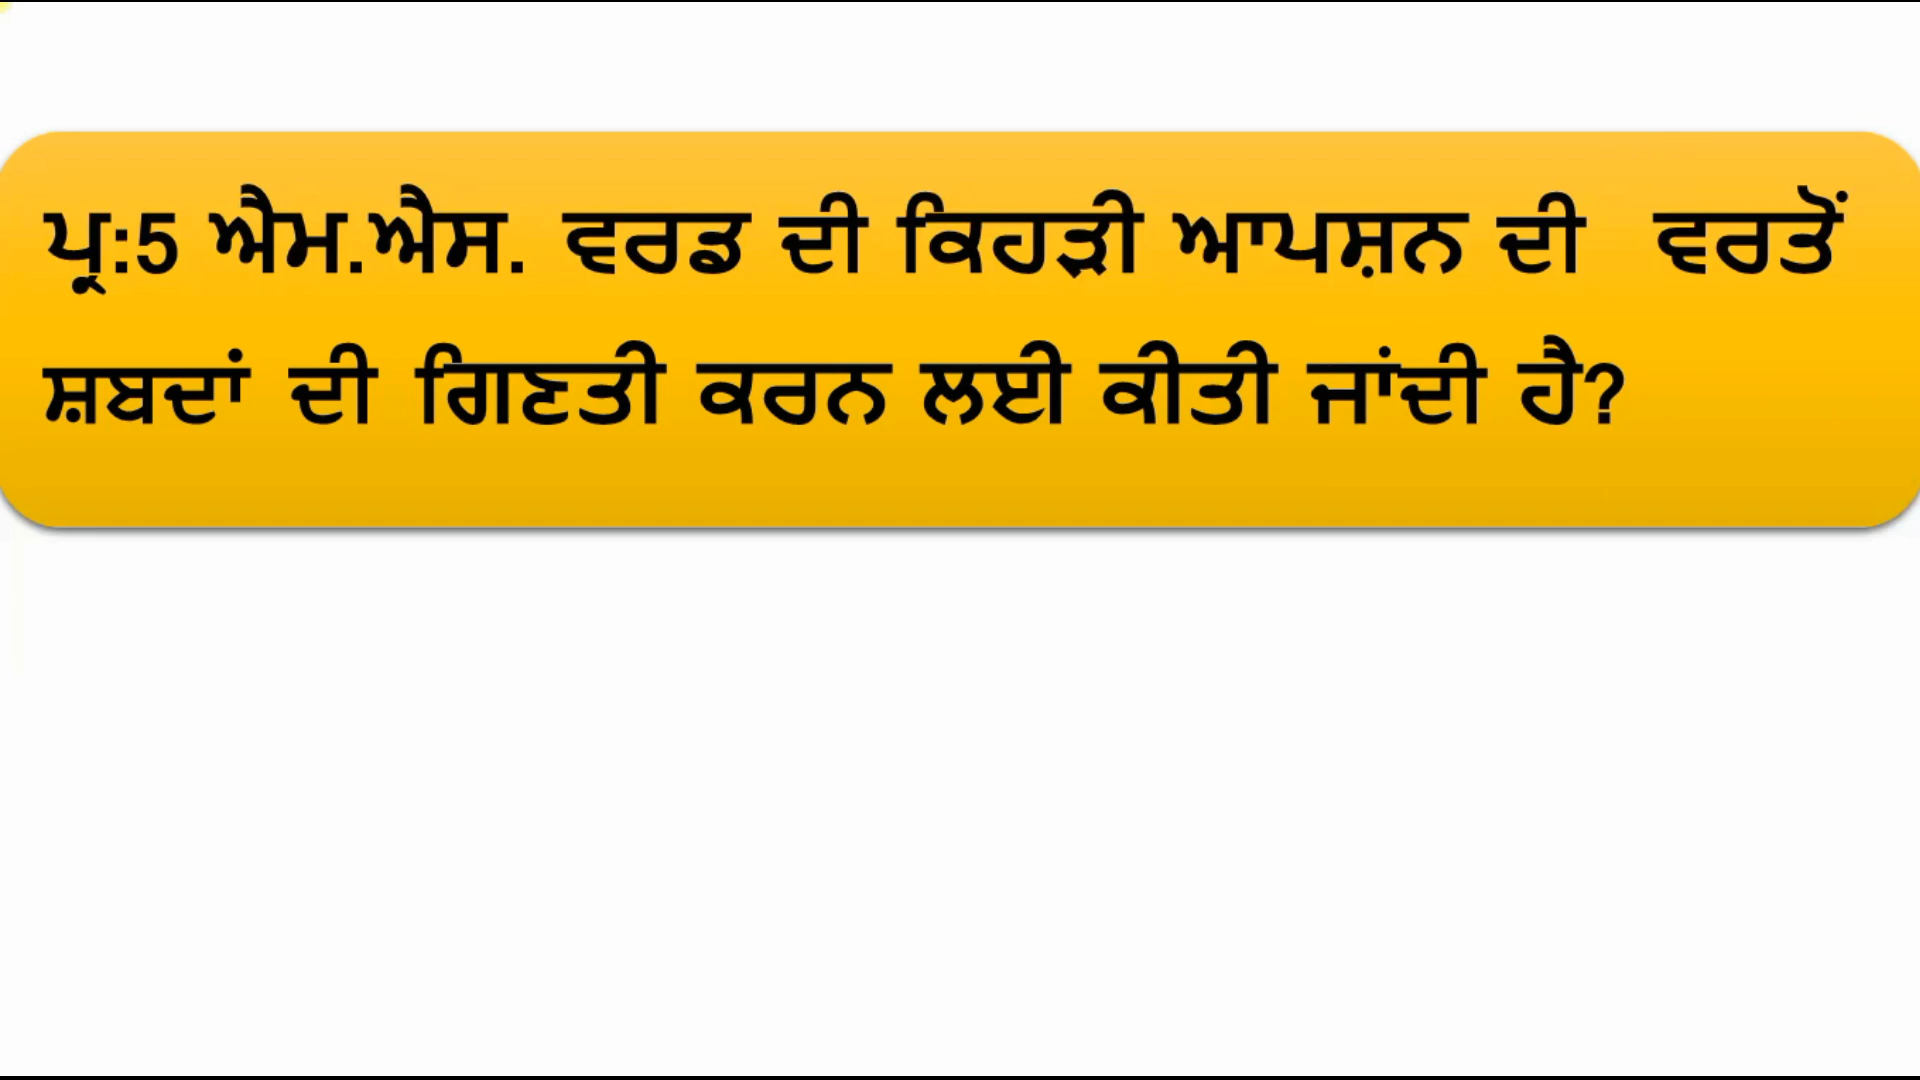 ਪ੍ਰ:5 ਐਮ.ਐਸ. ਵਰਡ ਦੀ ਕਿਹੜੀ ਆਪਸ਼ਨ ਦੀ ਵਰਤੋਂ
ਸ਼ਬਦਾਂ ਦੀ ਗਿਣਤੀ ਕਰਨ ਲਈ ਕੀਤੀ ਜਾਂਦੀ ਹੈ?